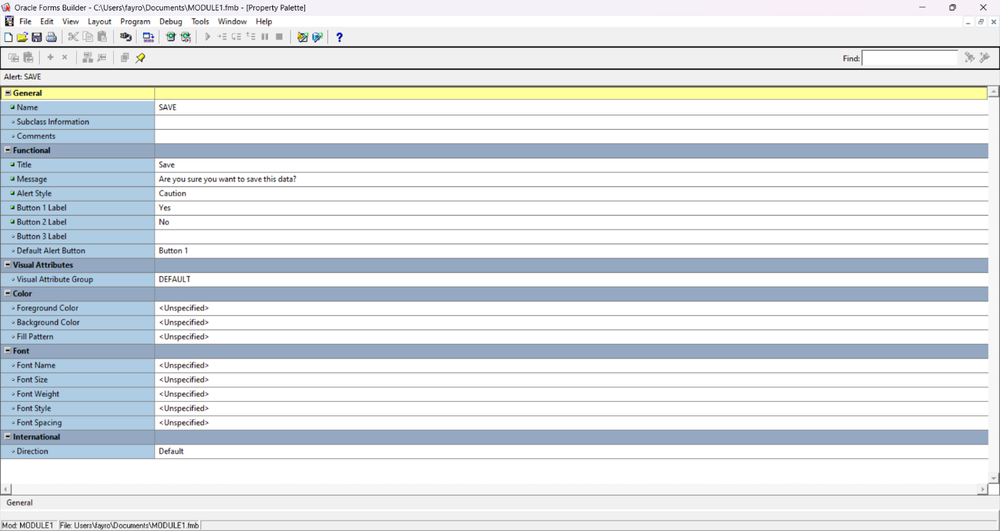 Oracle Forms Builder - C:\Users\fayro\Documents\MODULE1.fmb - [Property Palette]
File Edit View Layout Program Debug Tools Window Help
Find:
Alert: SAVE
General
Name SAVE
Subclass Information
Comments
Functional
Title Save
Message Are you sure you want to save this data?
Alert Style Caution
Button 1 Label Yes
Button 2 Label No
Button 3 Label
Default Alert Button Button 1
Visual Attributes
Visual Attribute Group DEFAULT
Color
Foreground Color <Unspecified>
Background Color <Unspecified>
Fill Pattern <Unspecified>
Font
Font Name <Unspecified>
Font Size <Unspecified>
Font Weight <Unspecified>
Font Style <Unspecified>
Font Spacing <Unspecified>
International
Direction Default
General
Mod: MODULE1 File: Users\fayro\Documents\MODULE1.fmb